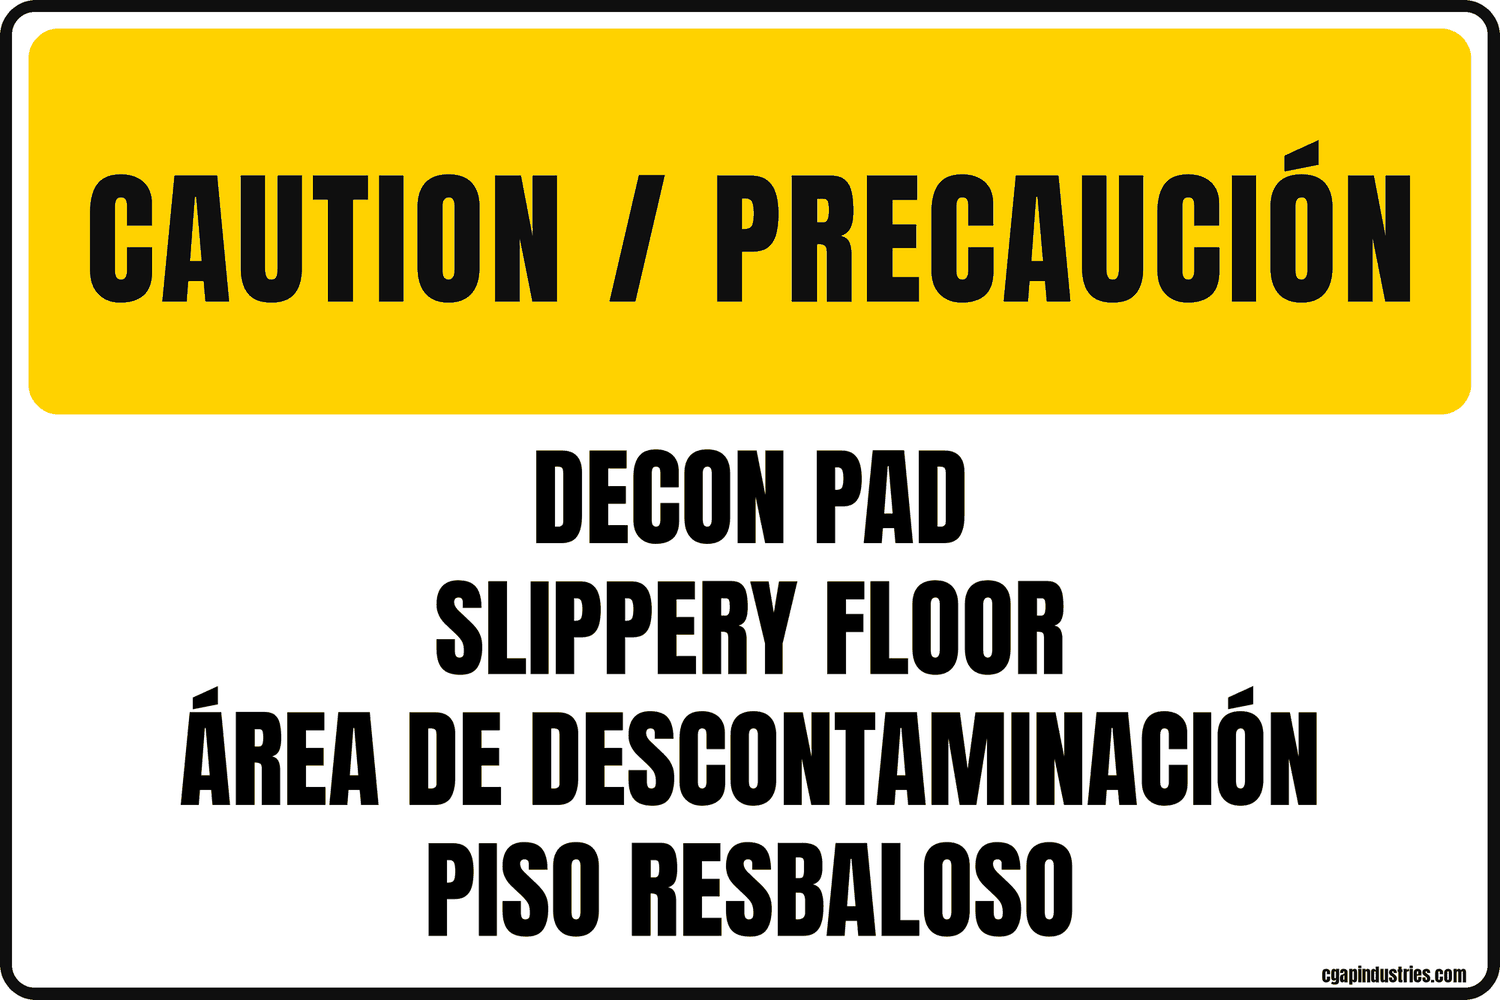 CAUTION / PRECAUCIÓN
DECON PAD
SLIPPERY FLOOR
ÁREA DE DESCONTAMINACIÓN
PISO RESBALOSO
cgapindustries.com